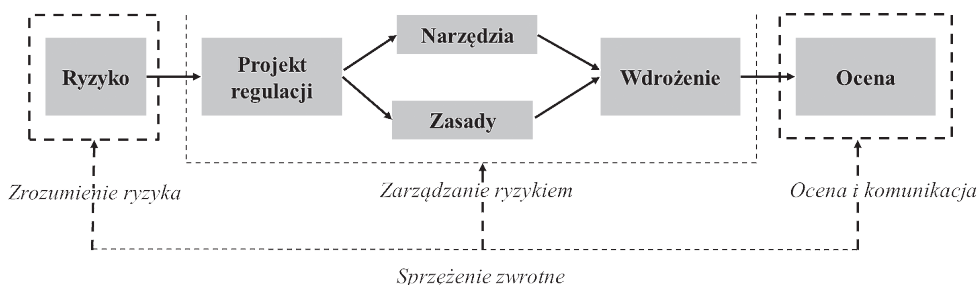 Ryzyko
Projekt
regulacji
Narzędzia
Zasady
Wdrożenie
Ocena
Zrozumienie ryzyka
Zarządzanie ryzykiem
Ocena i komunikacja
Sprzężenie zwrotne